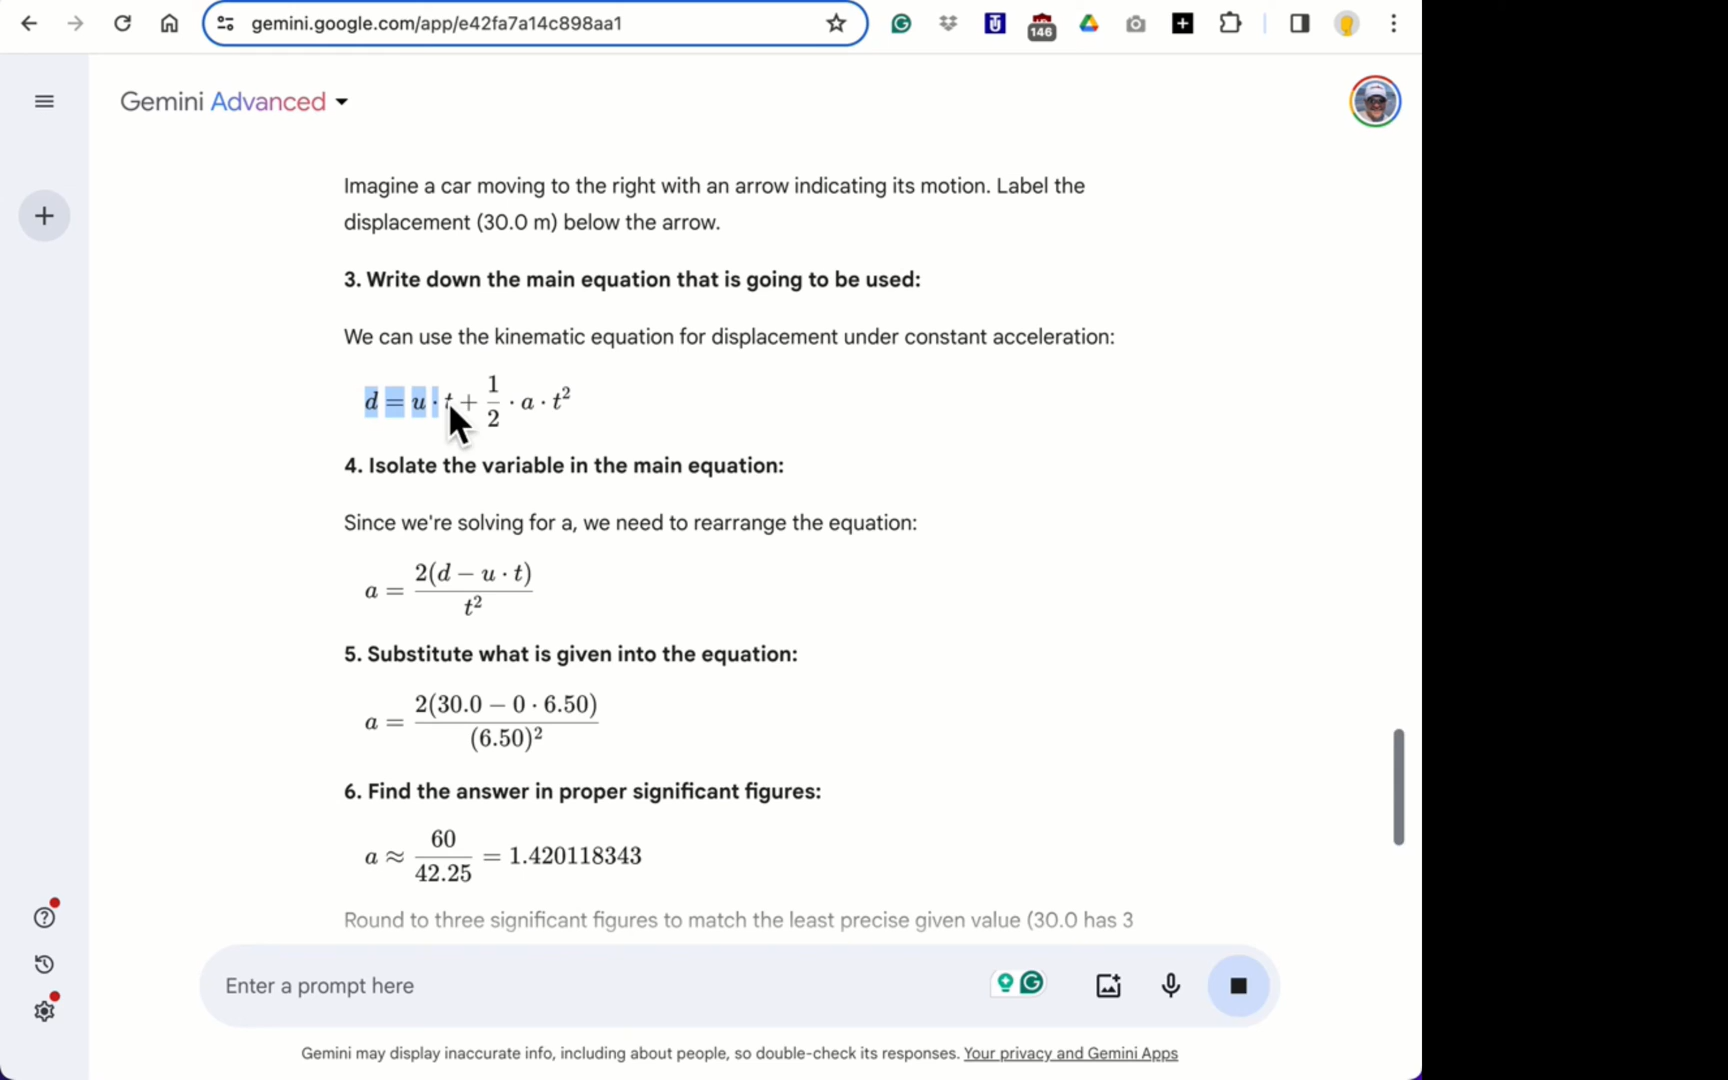 gemini.google.com/app/e42fa7a14c898aa1
146
Gemini Advanced
Imagine a car moving to the right with an arrow indicating its motion. Label the
displacement (30.0 m) below the arrow.
3. Write down the main equation that is going to be used:
We can use the kinematic equation for displacement under constant acceleration:
d = u · t + 1/2 · a · t²
4. Isolate the variable in the main equation:
Since we're solving for a, we need to rearrange the equation:
a = 2(d − u · t) / t²
5. Substitute what is given into the equation:
a = 2(30.0 − 0 · 6.50) / (6.50)²
6. Find the answer in proper significant figures:
a ≈ 60 / 42.25 = 1.420118343
Round to three significant figures to match the least precise given value (30.0 has 3
Enter a prompt here
Gemini may display inaccurate info, including about people, so double-check its responses. Your privacy and Gemini Apps